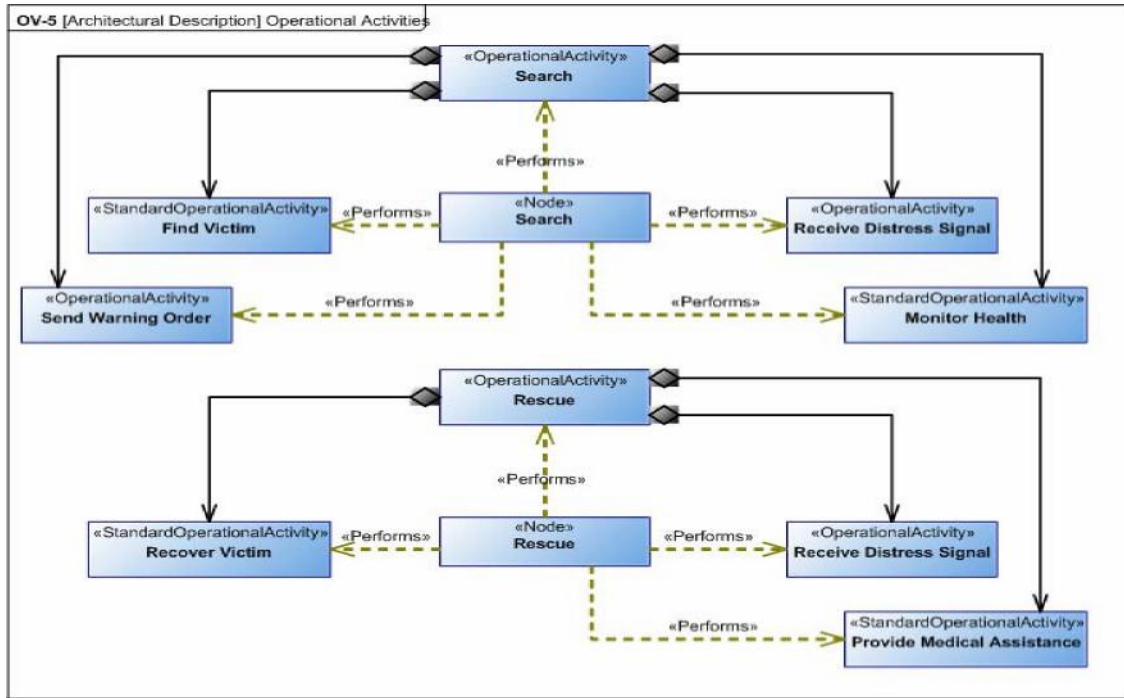 OV-5 [Architectural Description] Operational Activities
«OperationalActivity»
Search
«Performs»
«StandardOperationalActivity»
Find Victim
«Performs»
«Node»
Search
«Performs»
«OperationalActivity»
Receive Distress Signal
«OperationalActivity»
Send Warning Order
«Performs»
«Performs»
«StandardOperationalActivity»
Monitor Health
«OperationalActivity»
Rescue
«Performs»
«StandardOperationalActivity»
Recover Victim
«Performs»
«Node»
Rescue
«Performs»
«OperationalActivity»
Receive Distress Signal
«Performs»
«StandardOperationalActivity»
Provide Medical Assistance